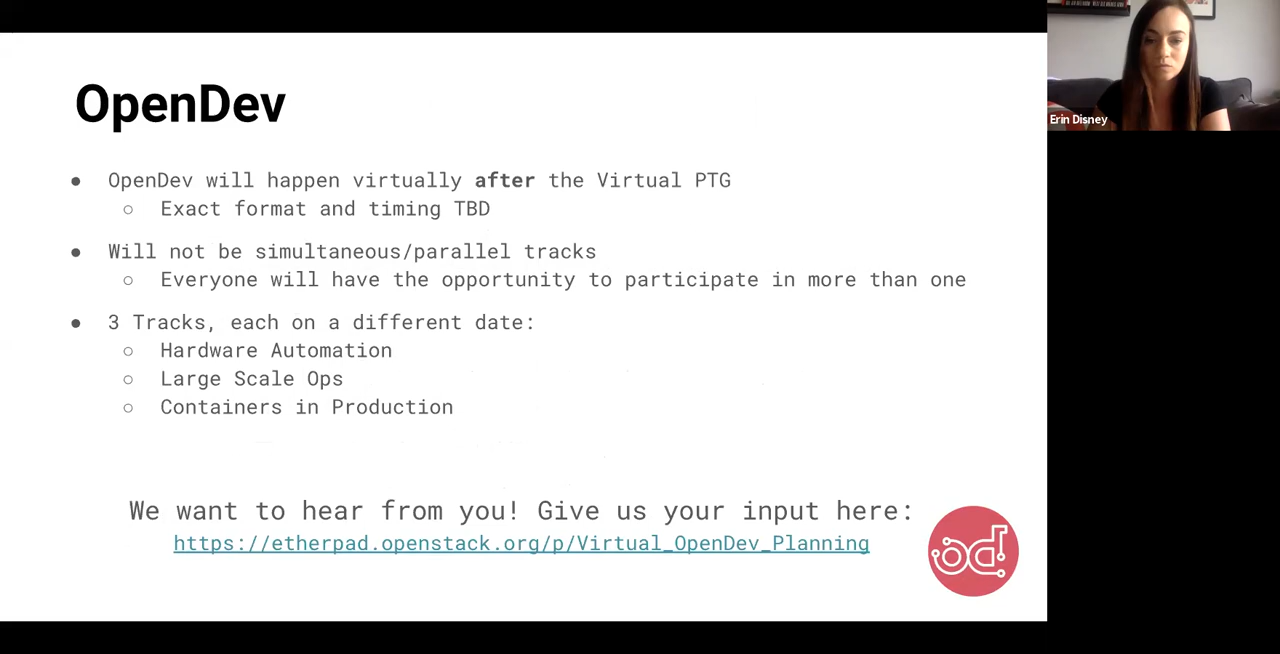 OpenDev
● OpenDev will happen virtually after the Virtual PTG
○ Exact format and timing TBD
● Will not be simultaneous/parallel tracks
○ Everyone will have the opportunity to participate in more than one
● 3 Tracks, each on a different date:
○ Hardware Automation
○ Large Scale Ops
○ Containers in Production
We want to hear from you! Give us your input here:
https://etherpad.openstack.org/p/Virtual_OpenDev_Planning
od
Erin Disney